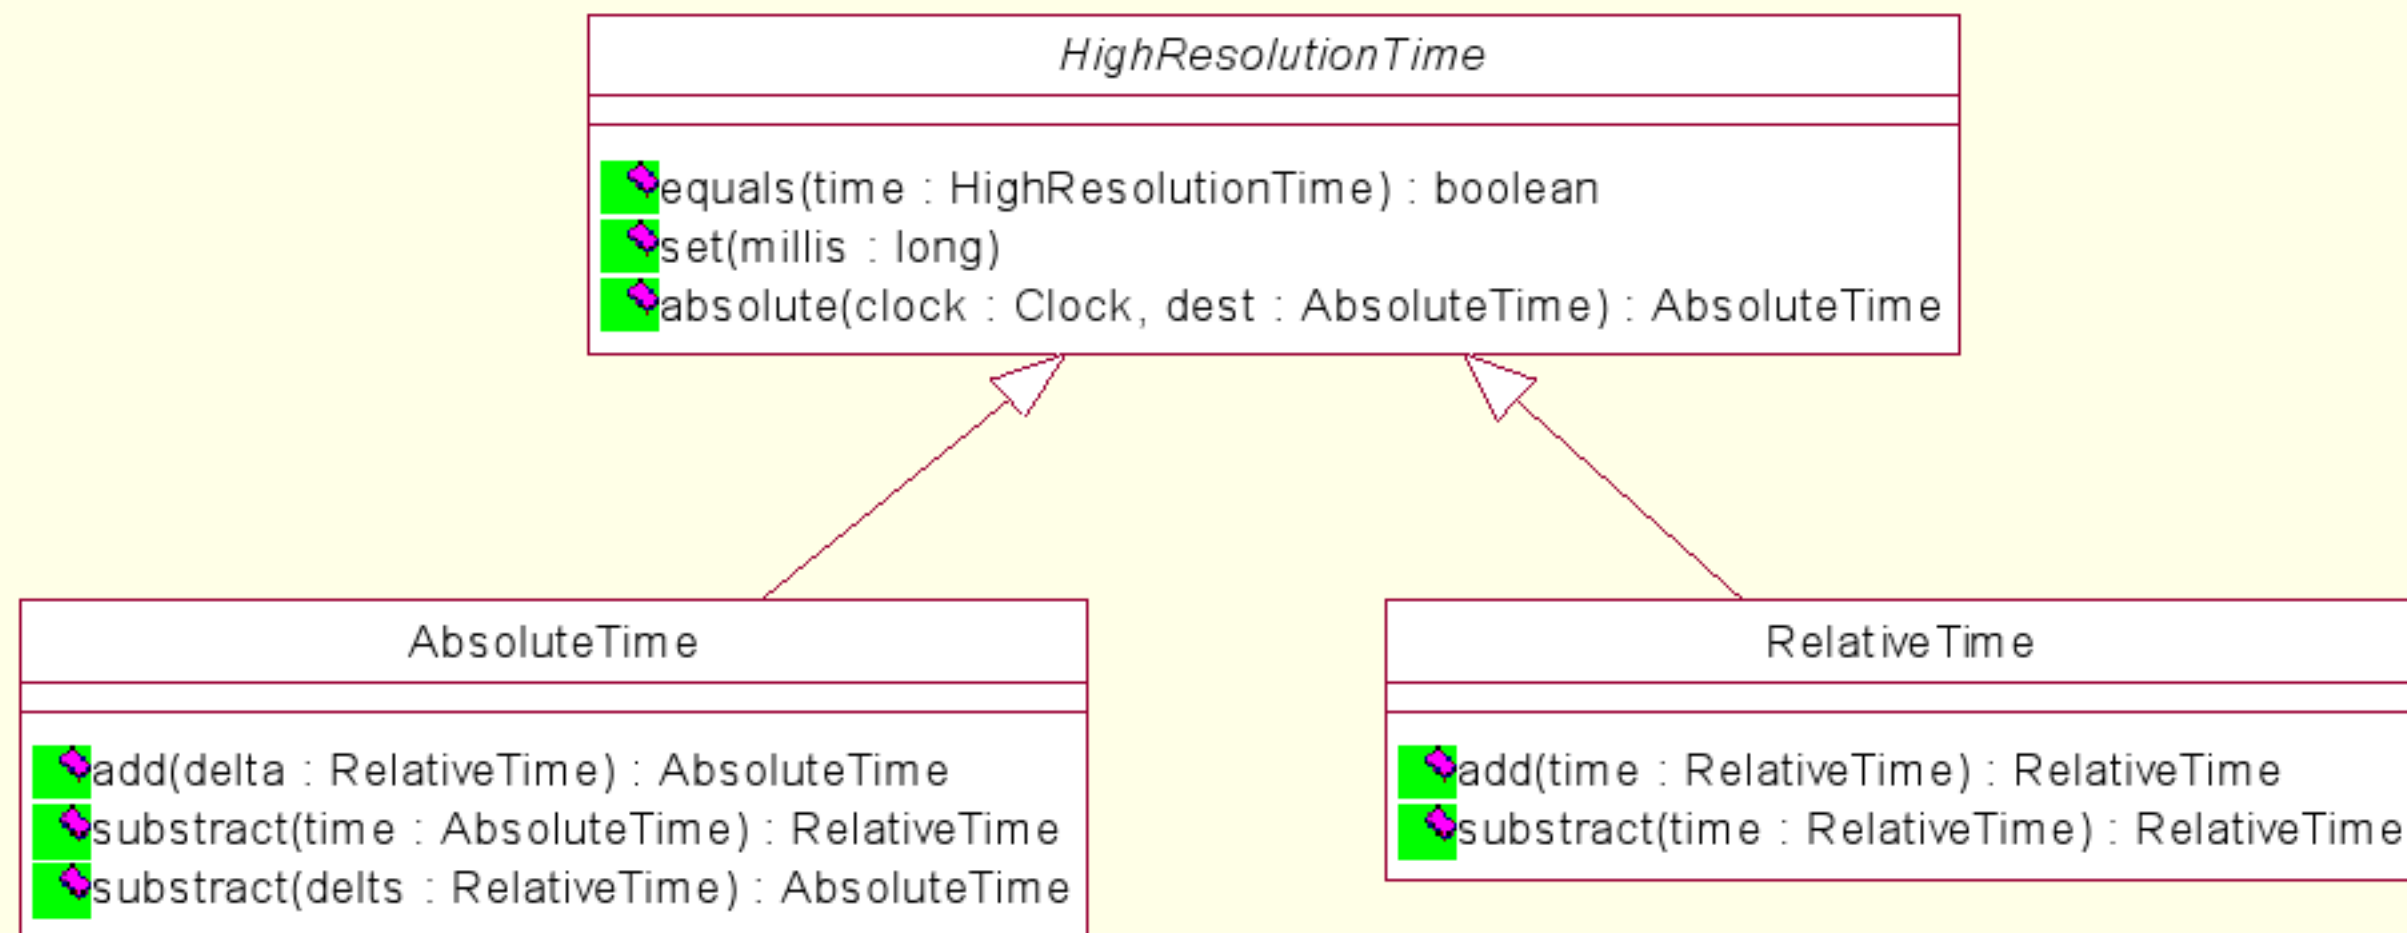 HighResolutionTime
equals(time : HighResolutionTime) : boolean
set(millis : long)
absolute(clock : Clock, dest : AbsoluteTime) : AbsoluteTime
AbsoluteTime
add(delta : RelativeTime) : AbsoluteTime
substract(time : AbsoluteTime) : RelativeTime
substract(delts : RelativeTime) : AbsoluteTime
RelativeTime
add(time : RelativeTime) : RelativeTime
substract(time : RelativeTime) : RelativeTime